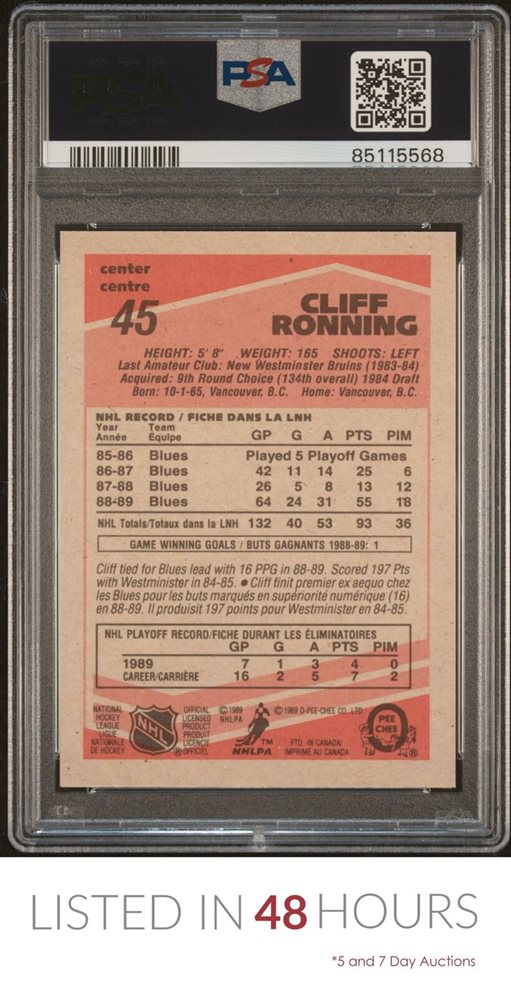 PSA
85115568
center
centre
45
CLIFF
RONNING
HEIGHT: 5' 8" WEIGHT: 165 SHOOTS: LEFT
Last Amateur Club: New Westminster Bruins (1983-84)
Acquired: 9th Round Choice (134th overall) 1984 Draft
Born: 10-1-65, Vancouver, B.C. Home: Vancouver, B.C.
NHL RECORD / FICHE DANS LA LNH
Year Team
Année Équipe GP G A PTS PIM
85-86 Blues Played 5 Playoff Games
86-87 Blues 42 11 14 25 6
87-88 Blues 26 5 8 13 12
88-89 Blues 64 24 31 55 18
NHL Totals/Totaux dans la LNH 132 40 53 93 36
GAME WINNING GOALS / BUTS GAGNANTS 1988-89: 1
Cliff tied for Blues lead with 16 PPG in 88-89. Scored 197 Pts
with Westminister in 84-85. ● Cliff finit premier ex aequo chez
les Blues pour les buts marqués en supériorité numérique (16)
en 88-89. Il produisit 197 points pour Westminister en 84-85.
NHL PLAYOFF RECORD/FICHE DURANT LES ÉLIMINATOIRES
GP G A PTS PIM
1989 7 1 3 4 0
CAREER/CARRIÈRE 16 2 5 7 2
NATIONAL
HOCKEY
LEAGUE
LIGUE
NATIONALE
DE HOCKEY
NHL
OFFICIAL
LICENSED
PRODUCT
PRODUIT
LICENCIÉ
OFFICIEL
© 1989
NHLPA
NHLPA
TM
© 1989 O-PEE-CHEE CO. LTD.
PTD. IN CANADA
IMPRIMÉ AU CANADA
PEE
CHEE
®
LISTED IN 48 HOURS
*5 and 7 Day Auctions